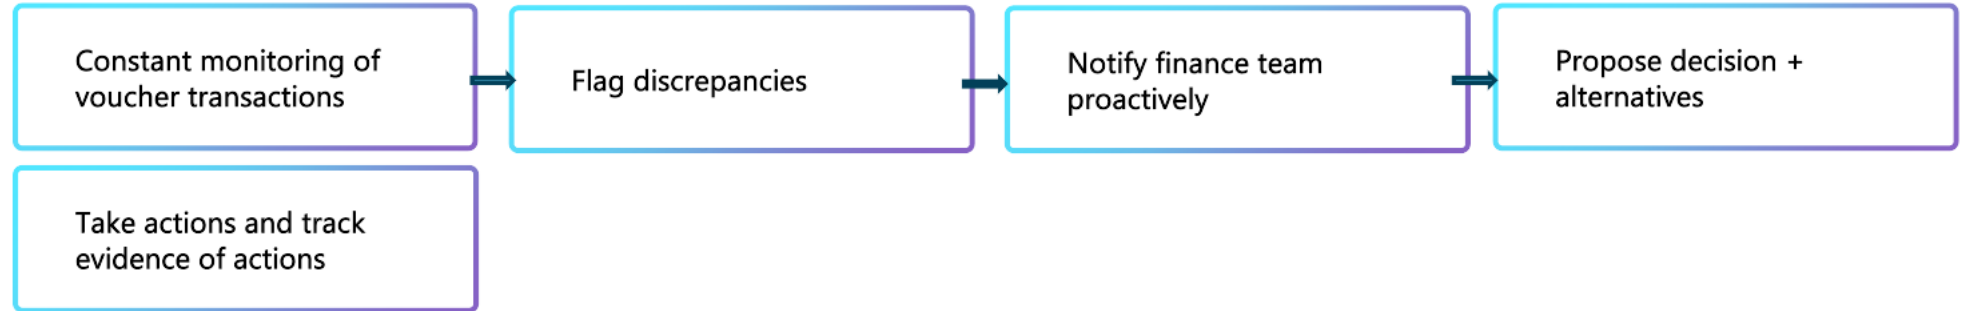 Constant monitoring of
voucher transactions
Flag discrepancies
Notify finance team
proactively
Propose decision +
alternatives
Take actions and track
evidence of actions